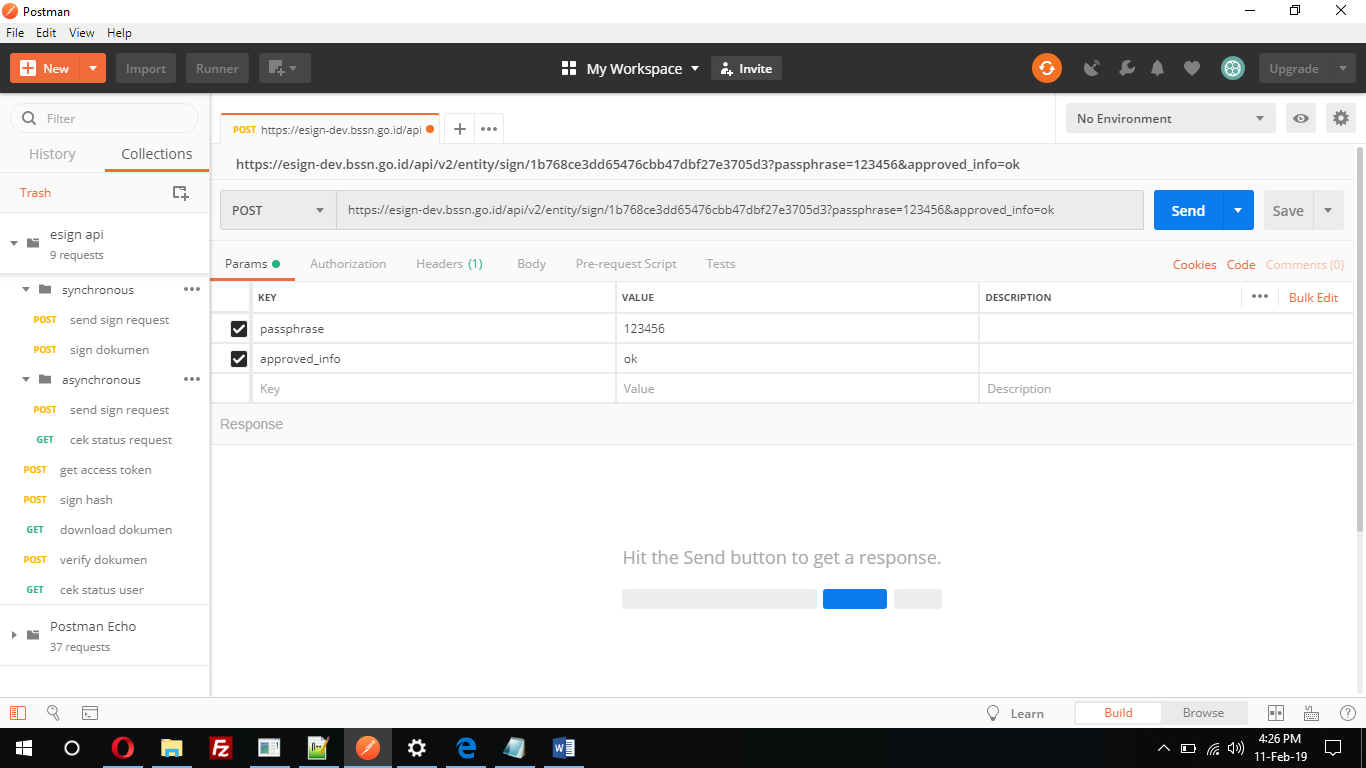 Postman
File Edit View Help
New Import Runner My Workspace Invite Upgrade
Filter
History Collections
Trash
esign api
9 requests
synchronous
POST send sign request
POST sign dokumen
asynchronous
POST send sign request
GET cek status request
POST get access token
POST sign hash
GET download dokumen
POST verify dokumen
GET cek status user
Postman Echo
37 requests
POST https://esign-dev.bssn.go.id/api
No Environment
https://esign-dev.bssn.go.id/api/v2/entity/sign/1b768ce3dd65476cbb47dbf27e3705d3?passphrase=123456&approved_info=ok
POST https://esign-dev.bssn.go.id/api/v2/entity/sign/1b768ce3dd65476cbb47dbf27e3705d3?passphrase=123456&approved_info=ok Send Save
Params Authorization Headers (1) Body Pre-request Script Tests Cookies Code Comments (0)
KEY VALUE DESCRIPTION Bulk Edit
passphrase 123456
approved_info ok
Key Value Description
Response
Hit the Send button to get a response.
Learn Build Browse
4:26 PM
11-Feb-19